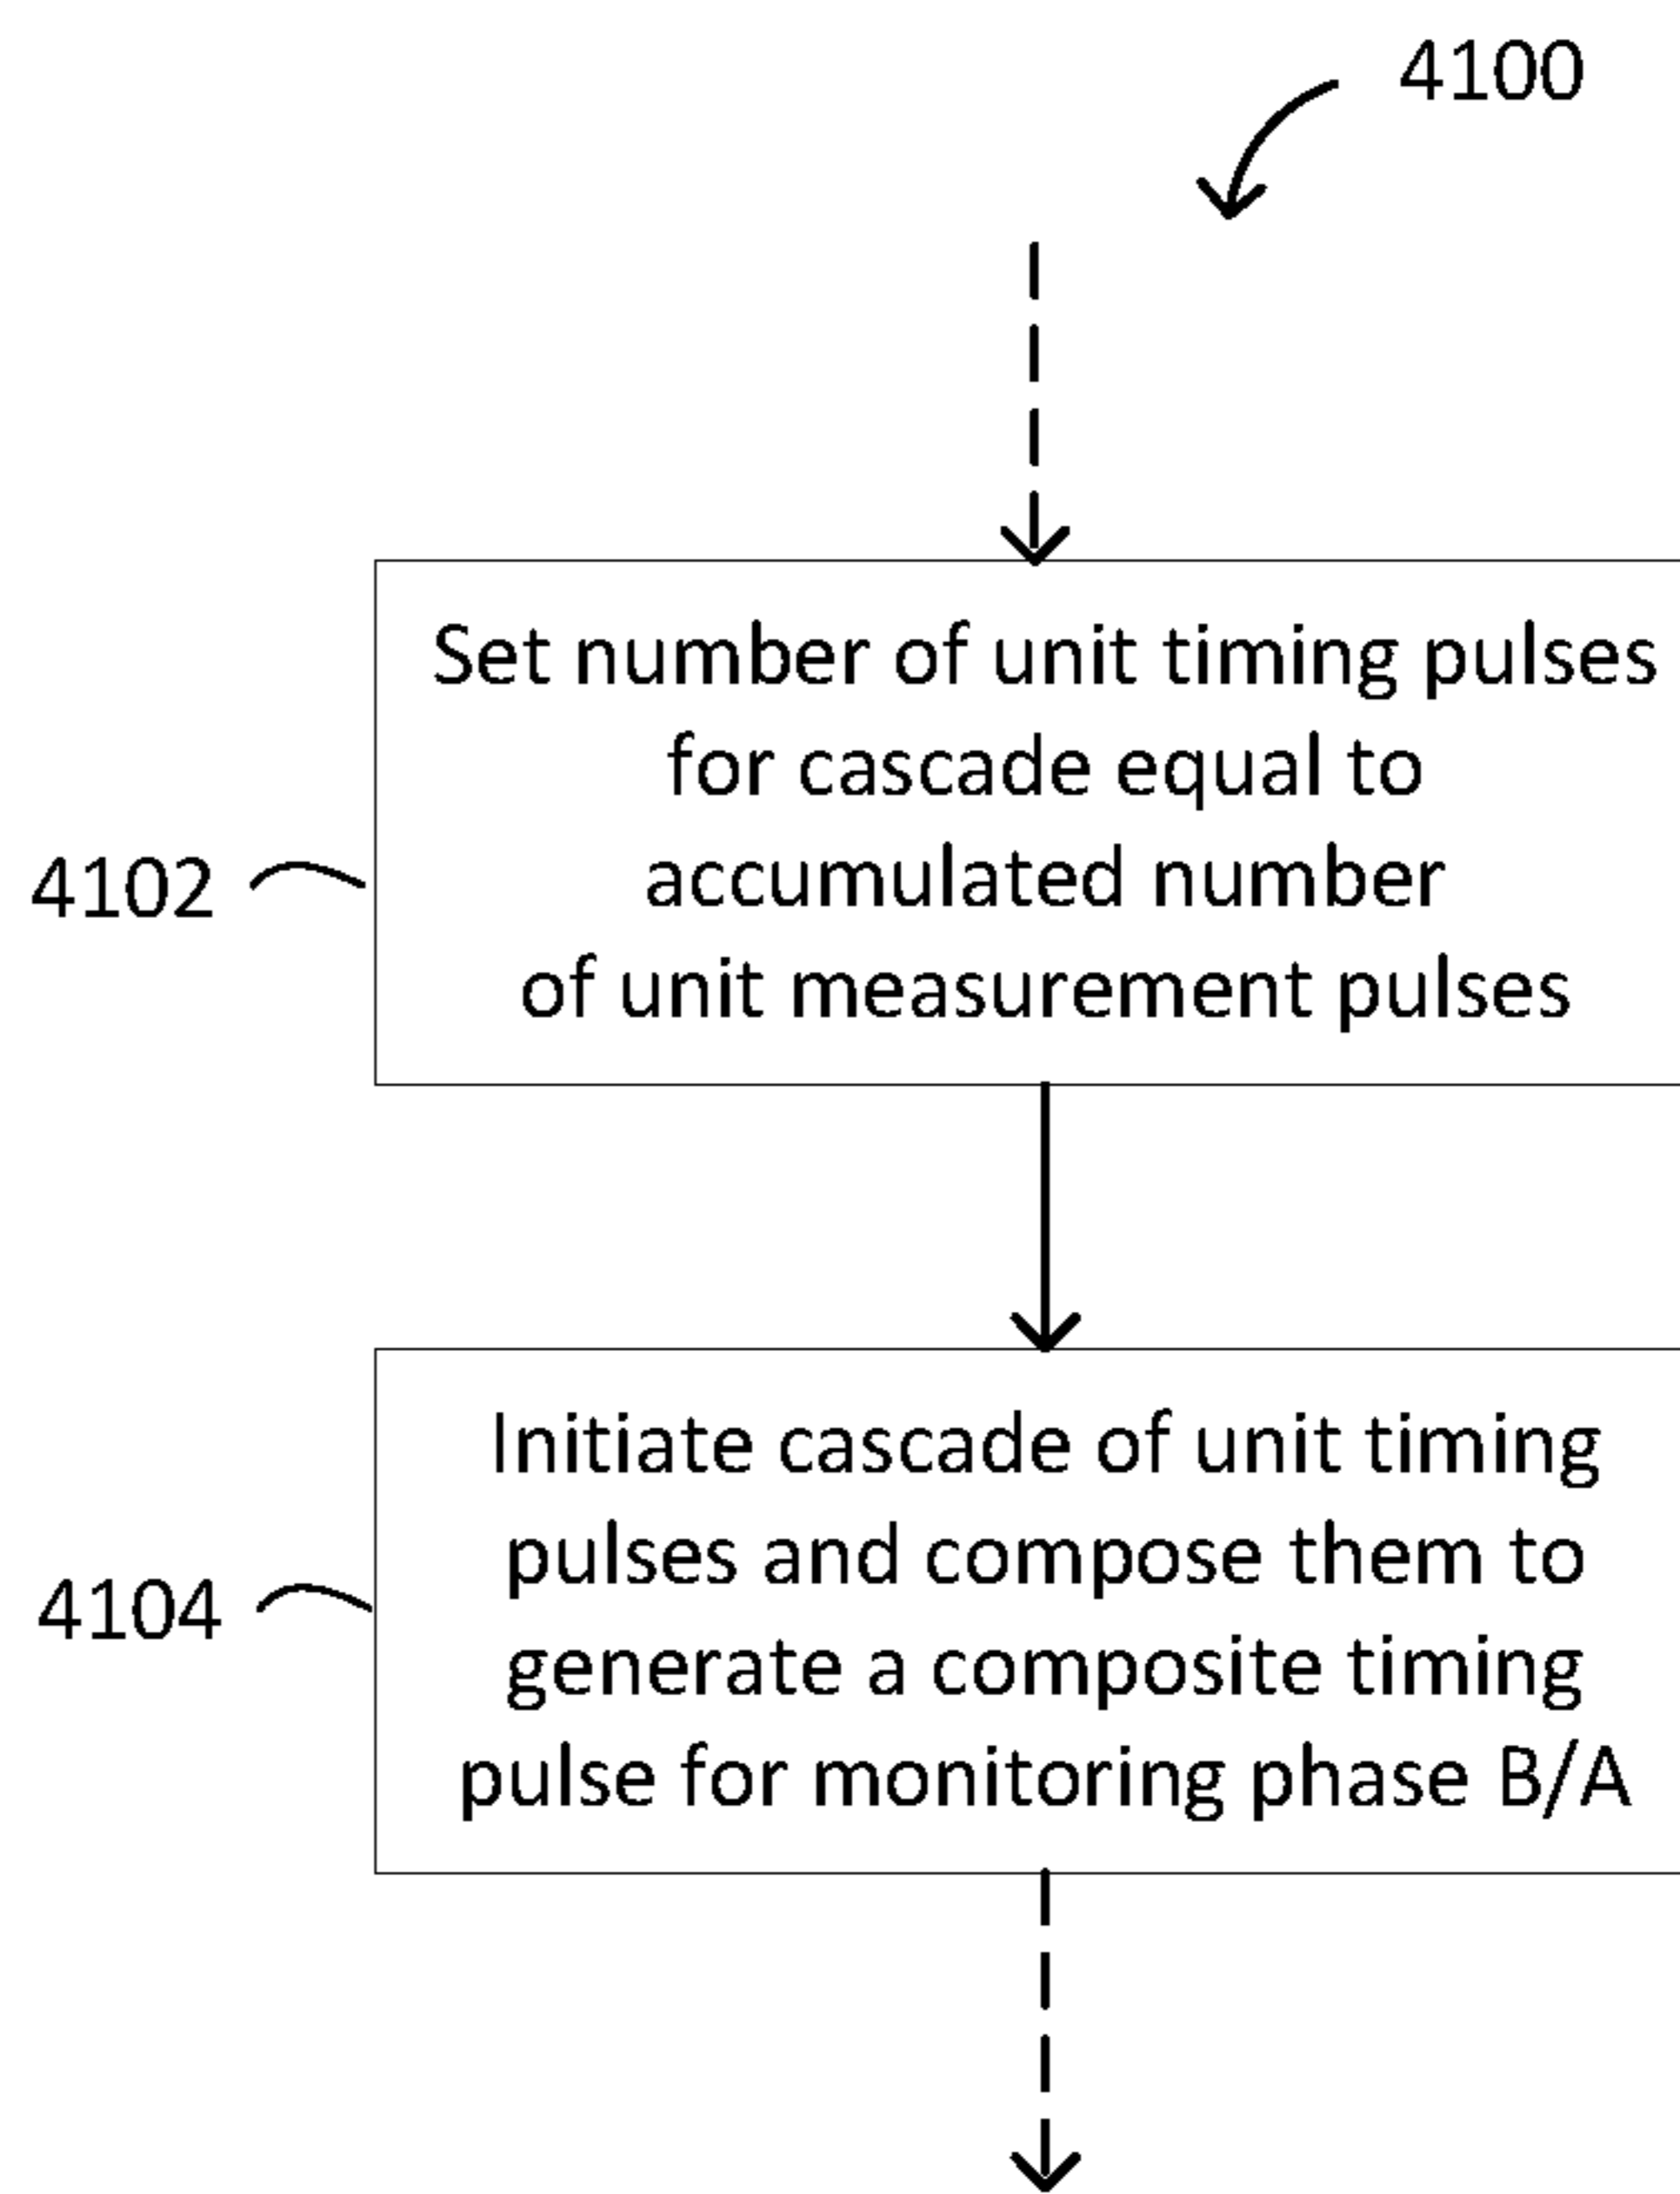 4100
Set number of unit timing pulses
for cascade equal to
accumulated number
of unit measurement pulses
4102
Initiate cascade of unit timing
pulses and compose them to
generate a composite timing
pulse for monitoring phase B/A
4104